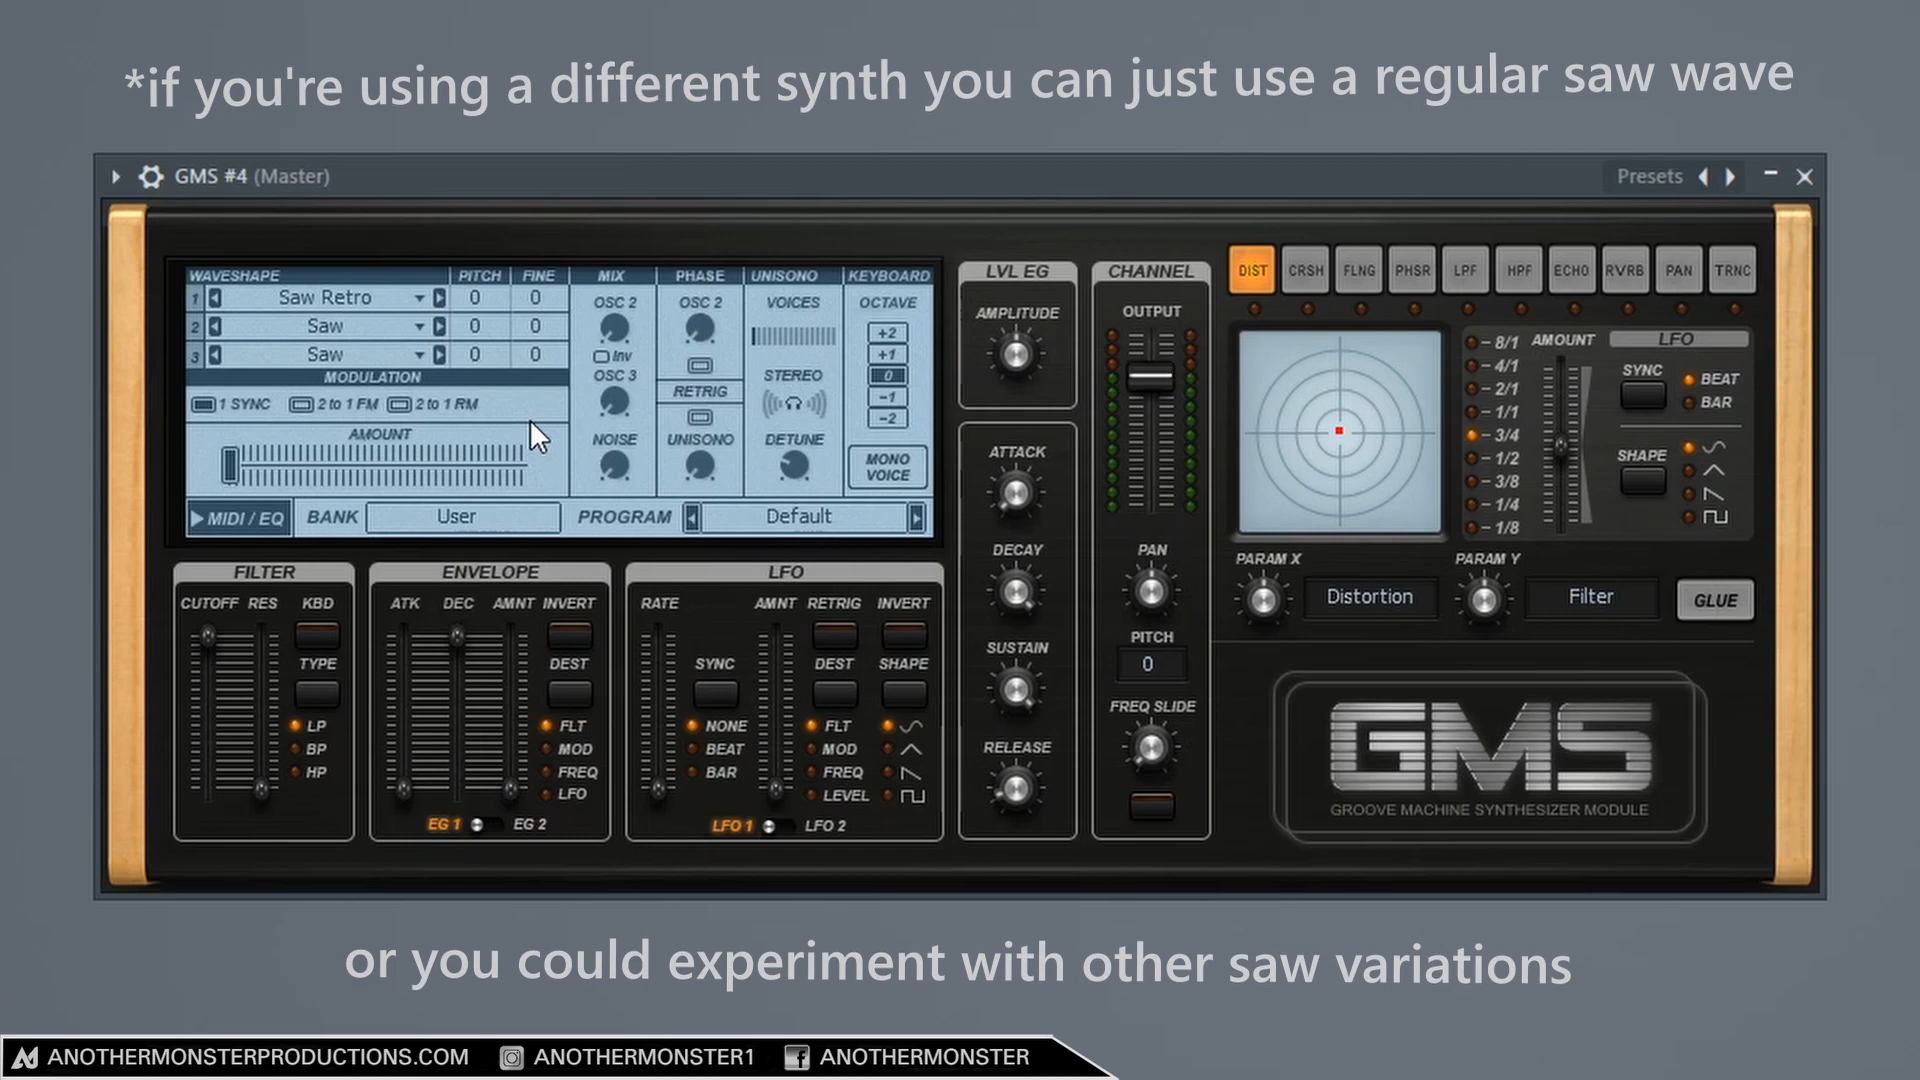 *if you're using a different synth you can just use a regular saw wave
GMS #4 (Master)
Presets
WAVESHAPE PITCH FINE MIX PHASE UNISONO KEYBOARD
1 Saw Retro 0 0
2 Saw 0 0
3 Saw 0 0
MODULATION
1 SYNC 2 to 1 FM 2 to 1 RM
AMOUNT
OSC 2
Inv
OSC 3
NOISE
OSC 2
RETRIG
UNISONO
VOICES
STEREO
DETUNE
OCTAVE
+2
+1
0
-1
-2
MONO
VOICE
MIDI / EQ BANK User PROGRAM Default
LVL EG
AMPLITUDE
ATTACK
DECAY
SUSTAIN
RELEASE
CHANNEL
OUTPUT
PAN
PITCH
0
FREQ SLIDE
DIST CRSH FLNG PHSR LPF HPF ECHO RVRB PAN TRNC
8/1
4/1
2/1
1/1
3/4
1/2
3/8
1/4
1/8
AMOUNT
LFO
SYNC
BEAT
BAR
SHAPE
PARAM X
Distortion
PARAM Y
Filter
GLUE
FILTER
CUTOFF RES KBD
TYPE
LP
BP
HP
ENVELOPE
ATK DEC AMNT INVERT
DEST
FLT
MOD
FREQ
LFO
EG 1 EG 2
LFO
RATE AMNT RETRIG INVERT
SYNC DEST SHAPE
NONE FLT
BEAT MOD
BAR FREQ
LEVEL
LFO 1 LFO 2
GMS
GROOVE MACHINE SYNTHESIZER MODULE
or you could experiment with other saw variations
ANOTHERMONSTERPRODUCTIONS.COM ANOTHERMONSTER1 ANOTHERMONSTER